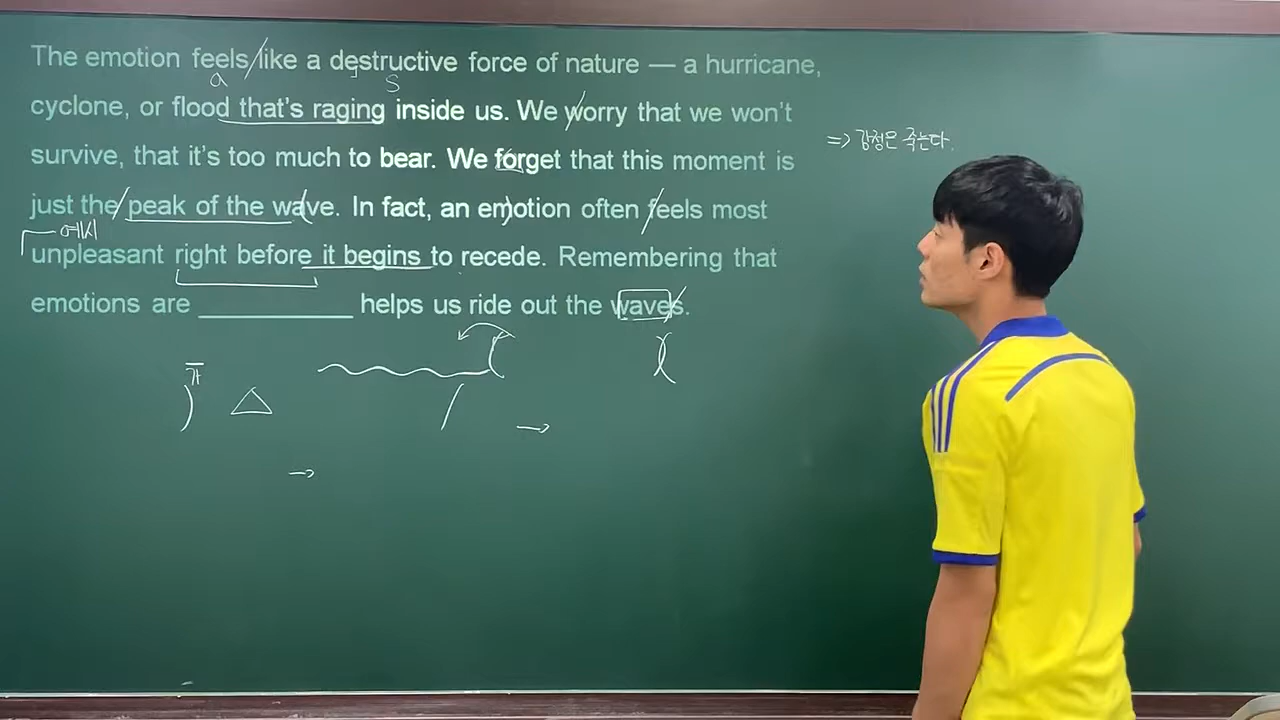 The emotion feels like a destructive force of nature — a hurricane,
a S
cyclone, or flood that's raging inside us. We worry that we won't
⇒ 감정은 죽는다.
survive, that it's too much to bear. We forget that this moment is
just the peak of the wave. In fact, an emotion often feels most
예시
unpleasant right before it begins to recede. Remembering that
emotions are ____________ helps us ride out the waves.